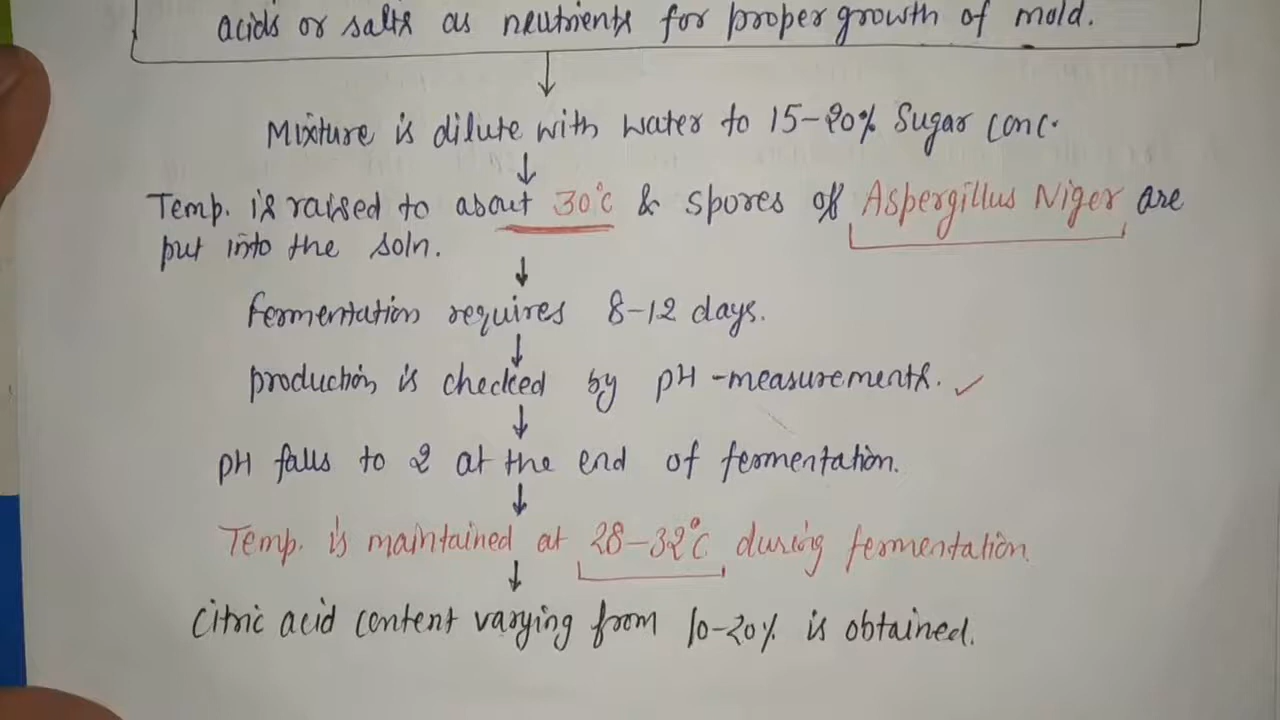 acids or salts as neutrients for proper growth of mold.
Mixture is dilute with water to 15-20% Sugar conc.
Temp. is raised to about 30°C & spores of Aspergillus Niger are
put into the soln.
Fermentation requires 8-12 days.
production is checked by pH-measurements.
pH falls to 2 at the end of fermentation.
Temp. is maintained at 28-32°C during fermentation.
Citric acid content varying from 10-20% is obtained.